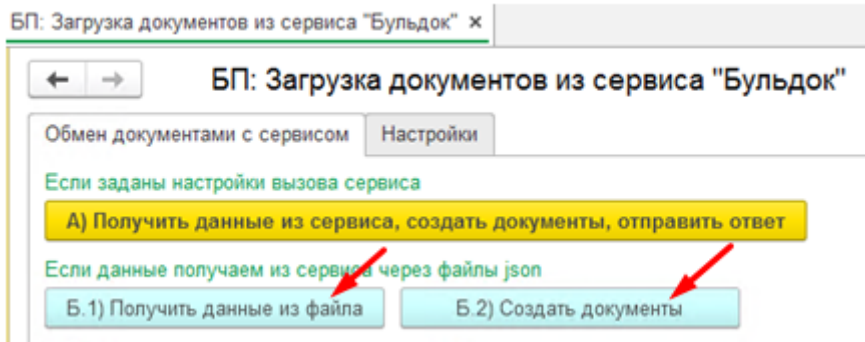 БП: Загрузка документов из сервиса "Бульдок" ×
← → БП: Загрузка документов из сервиса "Бульдок"
Обмен документами с сервисом Настройки
Если заданы настройки вызова сервиса
А) Получить данные из сервиса, создать документы, отправить ответ
Если данные получаем из сервиса через файлы json
Б.1) Получить данные из файла Б.2) Создать документы